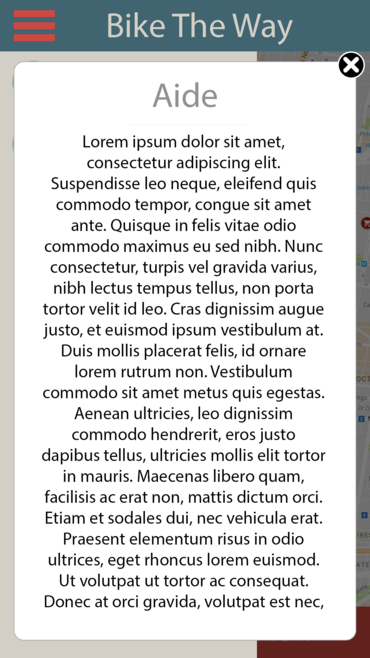 Bike The Way
Aide
Lorem ipsum dolor sit amet,
consectetur adipiscing elit.
Suspendisse leo neque, eleifend quis
commodo tempor, congue sit amet
ante. Quisque in felis vitae odio
commodo maximus eu sed nibh. Nunc
consectetur, turpis vel gravida varius,
nibh lectus tempus tellus, non porta
tortor velit id leo. Cras dignissim augue
justo, et euismod ipsum vestibulum at.
Duis mollis placerat felis, id ornare
lorem rutrum non. Vestibulum
commodo sit amet metus quis egestas.
Aenean ultricies, leo dignissim
commodo hendrerit, eros justo
dapibus tellus, ultricies mollis elit tortor
in mauris. Maecenas libero quam,
facilisis ac erat non, mattis dictum orci.
Etiam et sodales dui, nec vehicula erat.
Praesent elementum risus in odio
ultrices, eget rhoncus lorem euismod.
Ut volutpat ut tortor ac consequat.
Donec at orci gravida, volutpat est nec,